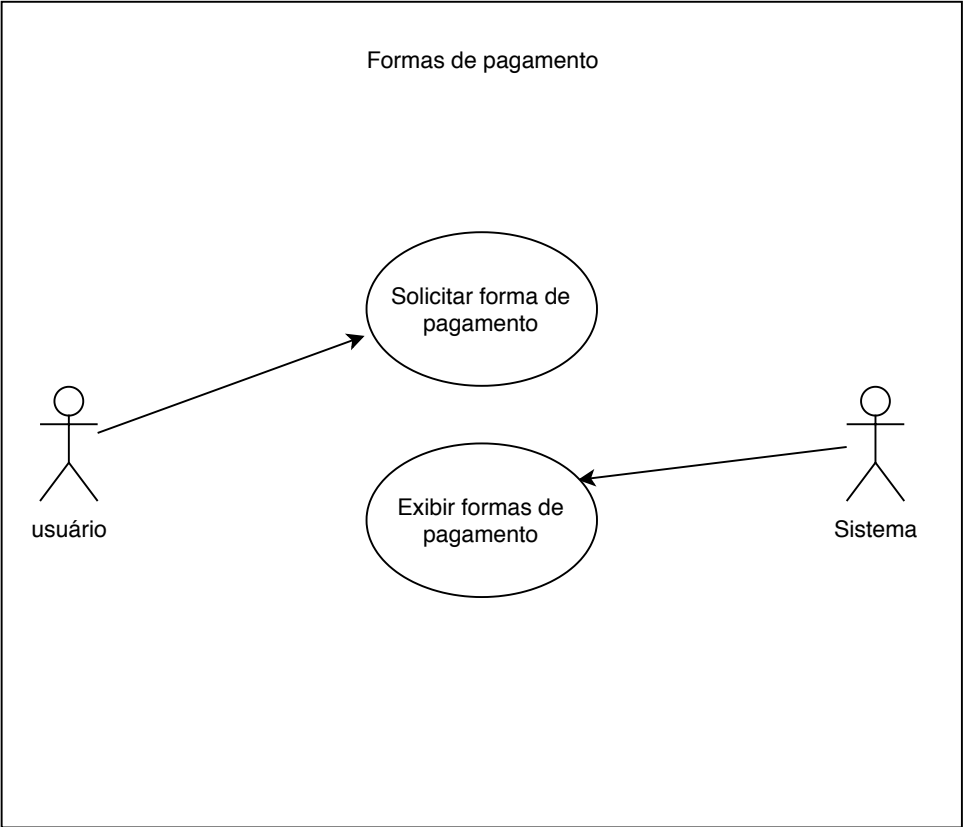 Formas de pagamento
Solicitar forma de
pagamento
Exibir formas de
pagamento
usuário
Sistema